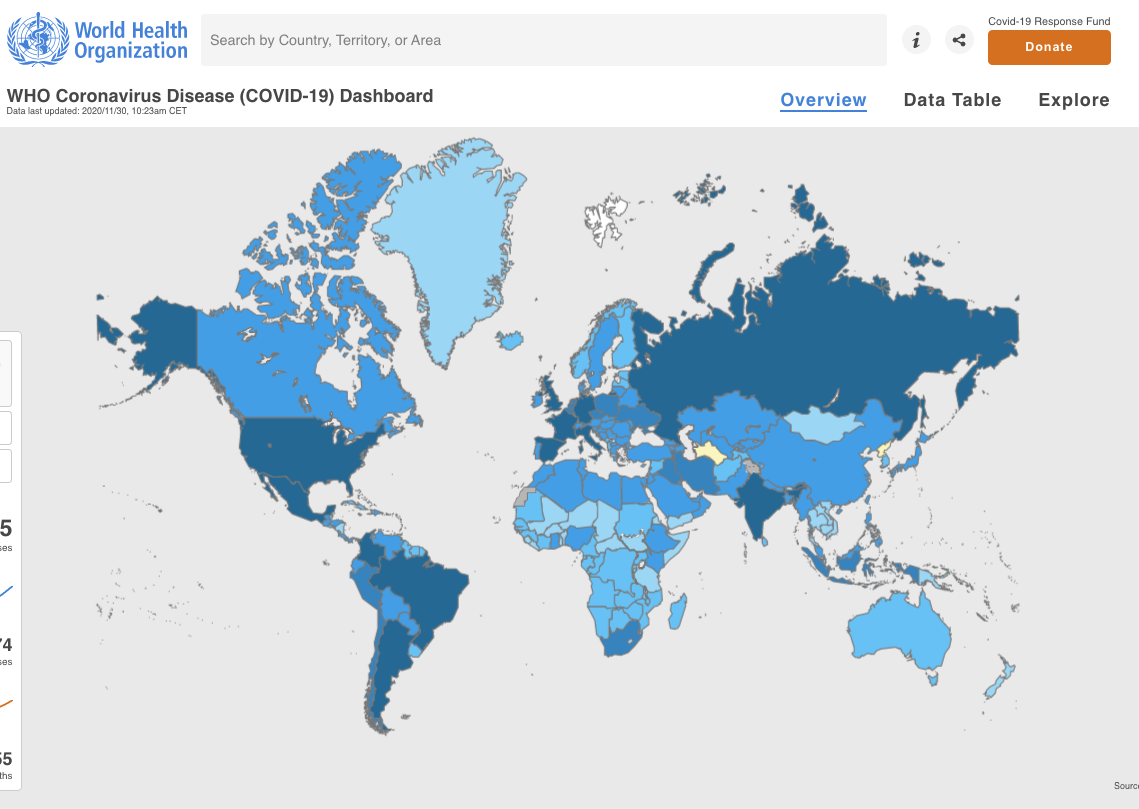 World Health
Organization
Search by Country, Territory, or Area
i
Covid-19 Response Fund
Donate
WHO Coronavirus Disease (COVID-19) Dashboard
Data last updated: 2020/11/30, 10:23am CET
Overview
Data Table
Explore
5
ses
74
ses
55
ths
Source